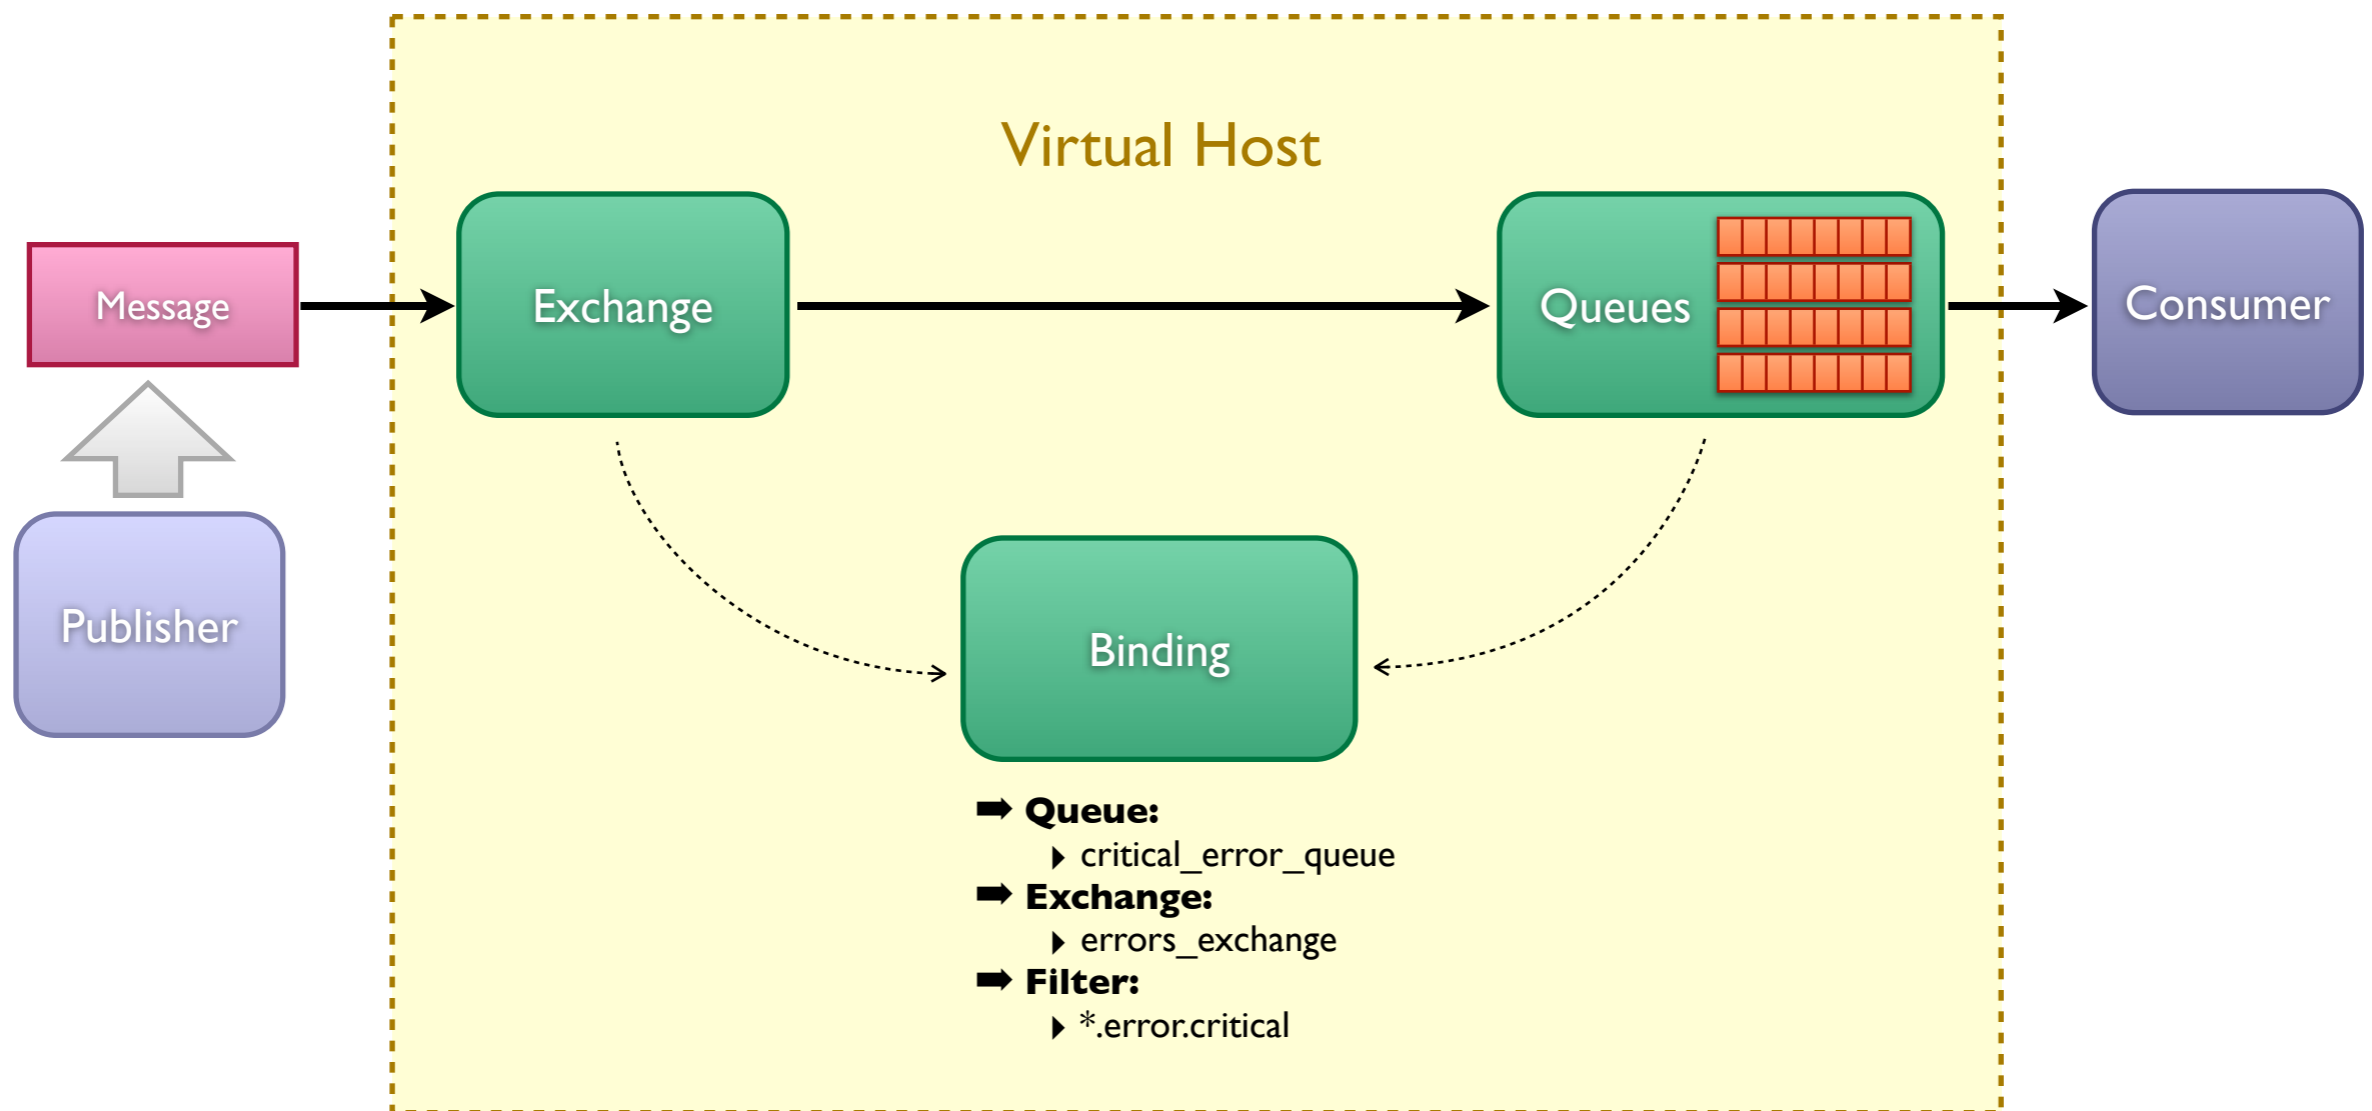 Virtual Host
Message
Exchange
Queues
Consumer
Publisher
Binding
Queue:
critical_error_queue
Exchange:
errors_exchange
Filter:
*.error.critical